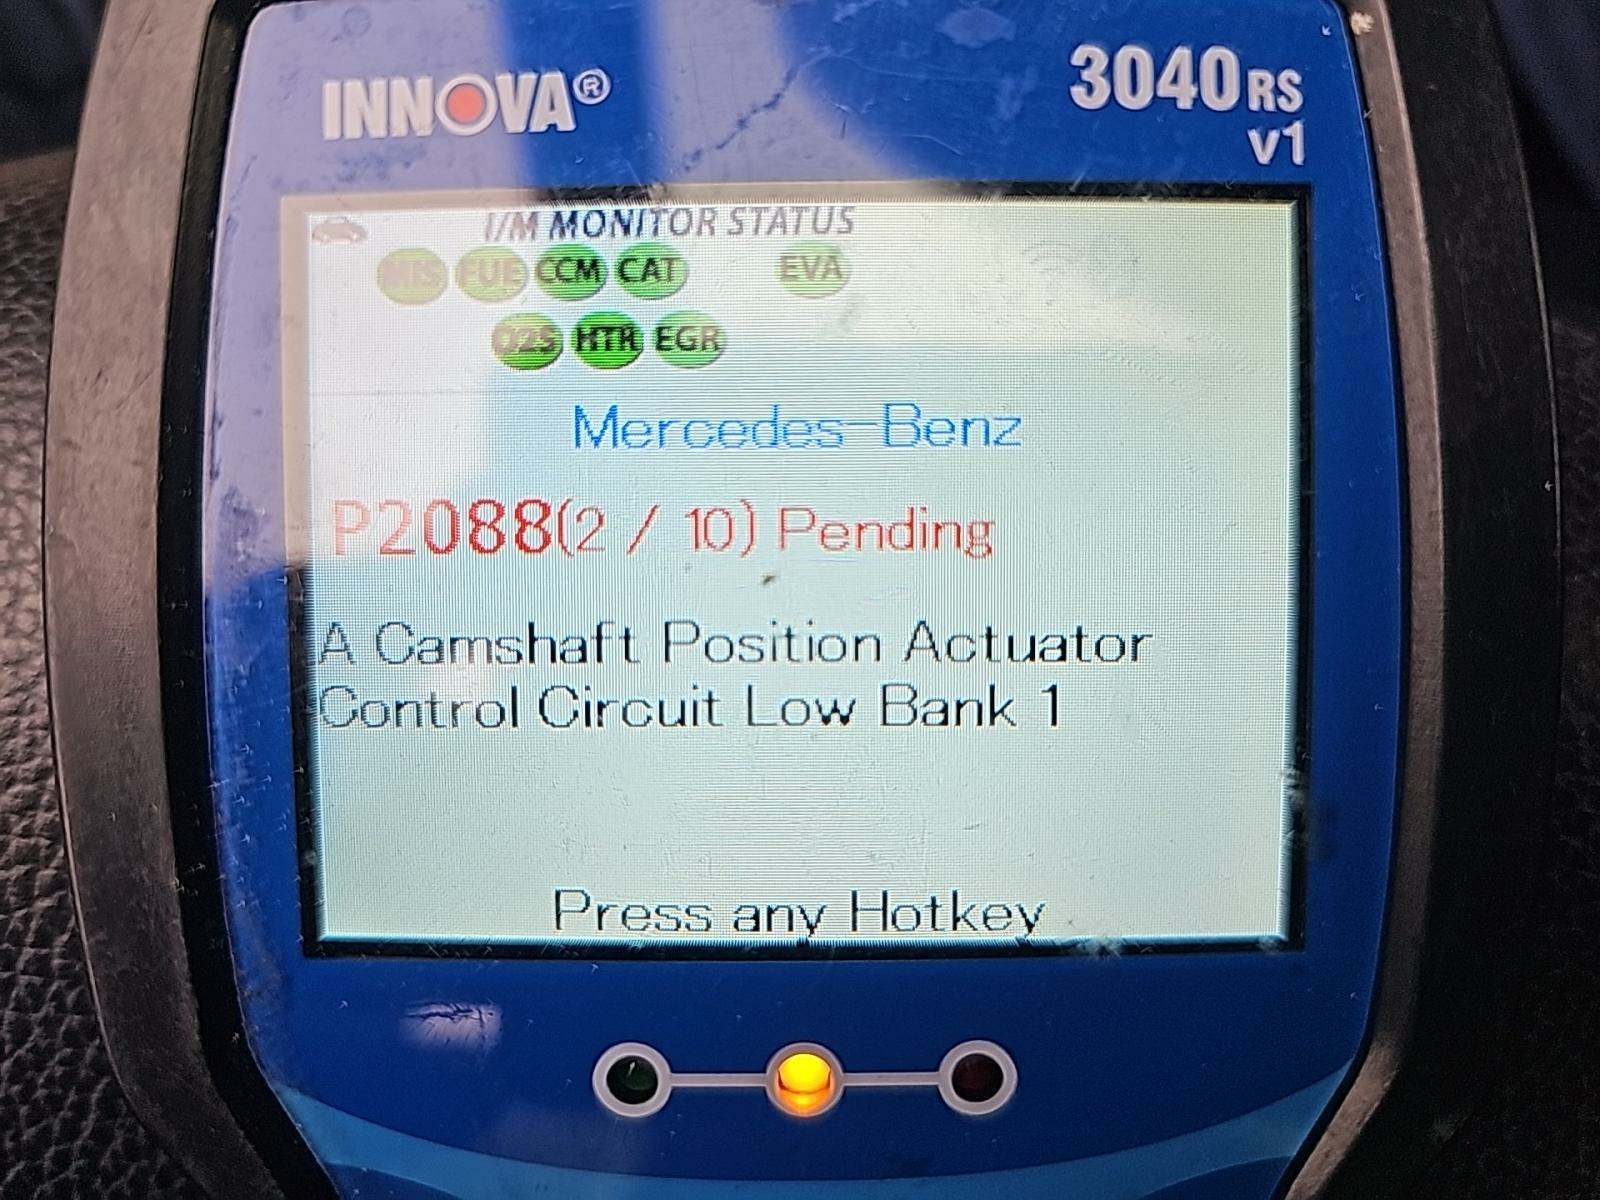 INNOVA®
3040RS
v1
I/M MONITOR STATUS
MIS FUE CCM CAT EVA
O2S HTR EGR
Mercedes-Benz
P2088(2 / 10) Pending
A Camshaft Position Actuator
Control Circuit Low Bank 1
Press any Hotkey